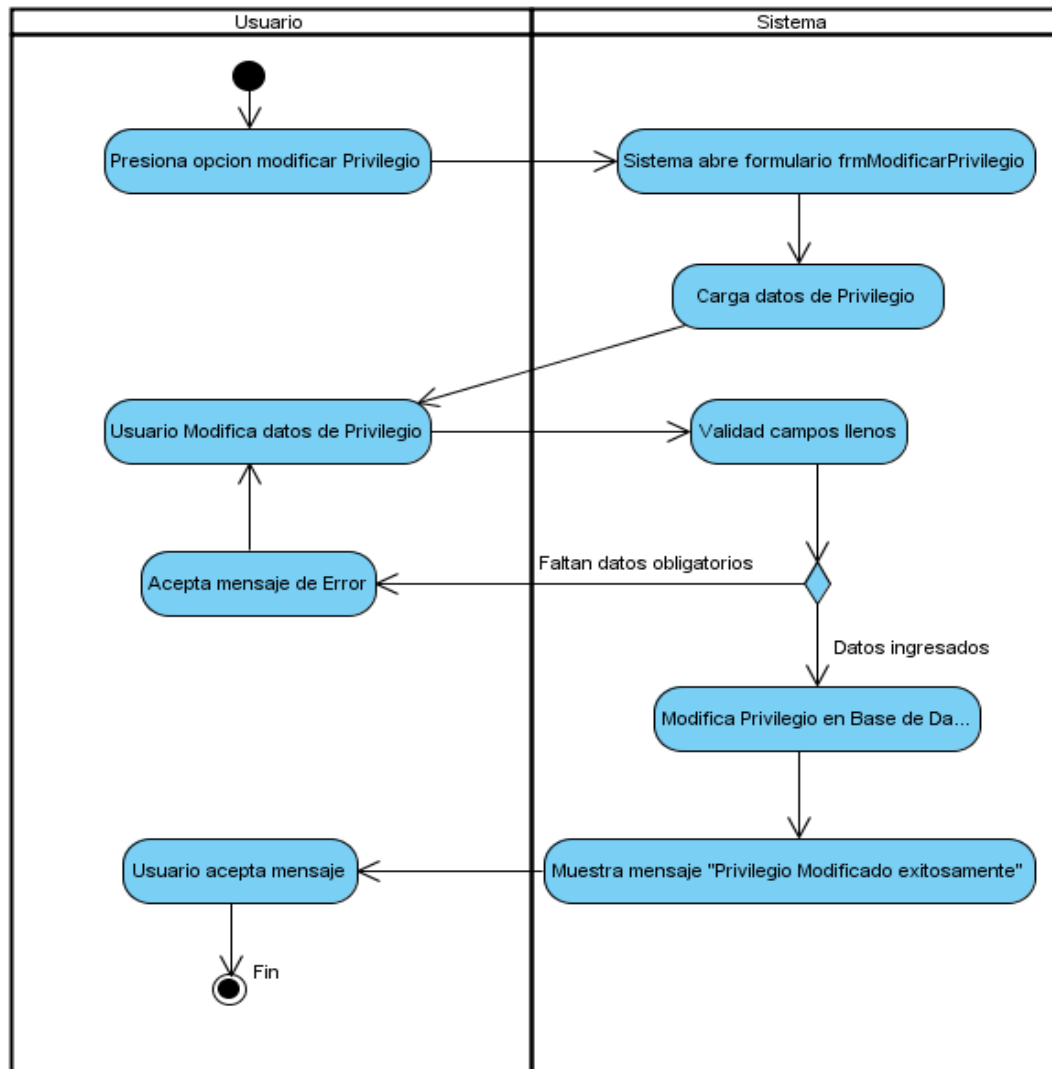 Usuario
Sistema
Presiona opcion modificar Privilegio
Sistema abre formulario frmModificarPrivilegio
Carga datos de Privilegio
Usuario Modifica datos de Privilegio
Validad campos llenos
Faltan datos obligatorios
Acepta mensaje de Error
Datos ingresados
Modifica Privilegio en Base de Da...
Usuario acepta mensaje
Muestra mensaje "Privilegio Modificado exitosamente"
Fin